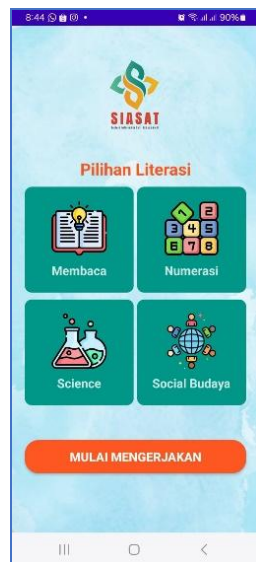 8:44
90%
SIASAT
Pilihan Literasi
Membaca
Numerasi
Science
Social Budaya
MULAI MENGERJAKAN